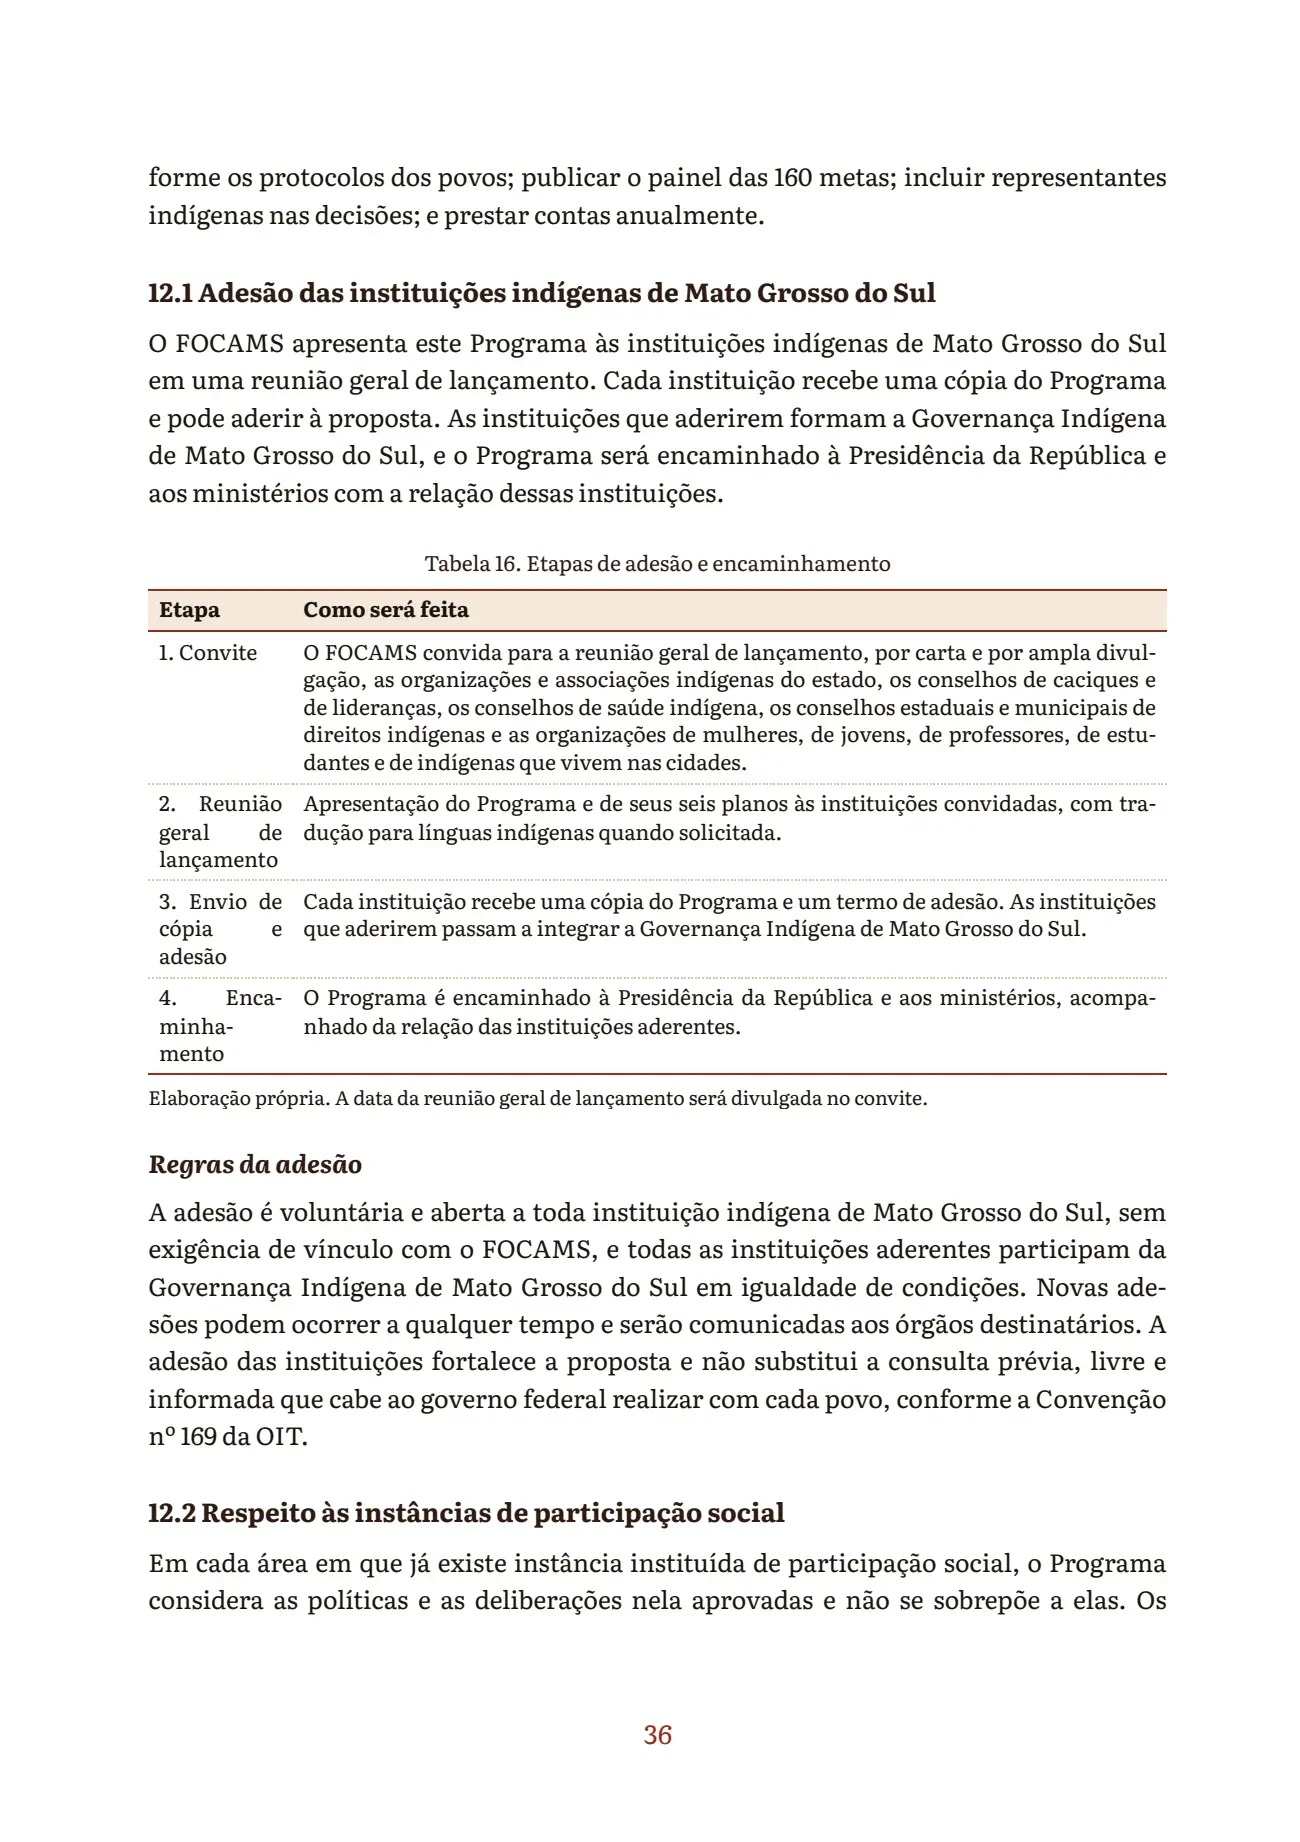 forme os protocolos dos povos; publicar o painel das 160 metas; incluir representantes
indígenas nas decisões; e prestar contas anualmente.
12.1 Adesão das instituições indígenas de Mato Grosso do Sul
O FOCAMS apresenta este Programa às instituições indígenas de Mato Grosso do Sul
em uma reunião geral de lançamento. Cada instituição recebe uma cópia do Programa
e pode aderir à proposta. As instituições que aderirem formam a Governança Indígena
de Mato Grosso do Sul, e o Programa será encaminhado à Presidência da República e
aos ministérios com a relação dessas instituições.
Tabela 16. Etapas de adesão e encaminhamento
Etapa Como será feita
1. Convite O FOCAMS convida para a reunião geral de lançamento, por carta e por ampla divul-
gação, as organizações e associações indígenas do estado, os conselhos de caciques e
de lideranças, os conselhos de saúde indígena, os conselhos estaduais e municipais de
direitos indígenas e as organizações de mulheres, de jovens, de professores, de estu-
dantes e de indígenas que vivem nas cidades.
2. Reunião Apresentação do Programa e de seus seis planos às instituições convidadas, com tra-
geral de dução para línguas indígenas quando solicitada.
lançamento
3. Envio de Cada instituição recebe uma cópia do Programa e um termo de adesão. As instituições
cópia e que aderirem passam a integrar a Governança Indígena de Mato Grosso do Sul.
adesão
4. Enca- O Programa é encaminhado à Presidência da República e aos ministérios, acompa-
minha- nhado da relação das instituições aderentes.
mento
Elaboração própria. A data da reunião geral de lançamento será divulgada no convite.
Regras da adesão
A adesão é voluntária e aberta a toda instituição indígena de Mato Grosso do Sul, sem
exigência de vínculo com o FOCAMS, e todas as instituições aderentes participam da
Governança Indígena de Mato Grosso do Sul em igualdade de condições. Novas ade-
sões podem ocorrer a qualquer tempo e serão comunicadas aos órgãos destinatários. A
adesão das instituições fortalece a proposta e não substitui a consulta prévia, livre e
informada que cabe ao governo federal realizar com cada povo, conforme a Convenção
nº 169 da OIT.
12.2 Respeito às instâncias de participação social
Em cada área em que já existe instância instituída de participação social, o Programa
considera as políticas e as deliberações nela aprovadas e não se sobrepõe a elas. Os
36